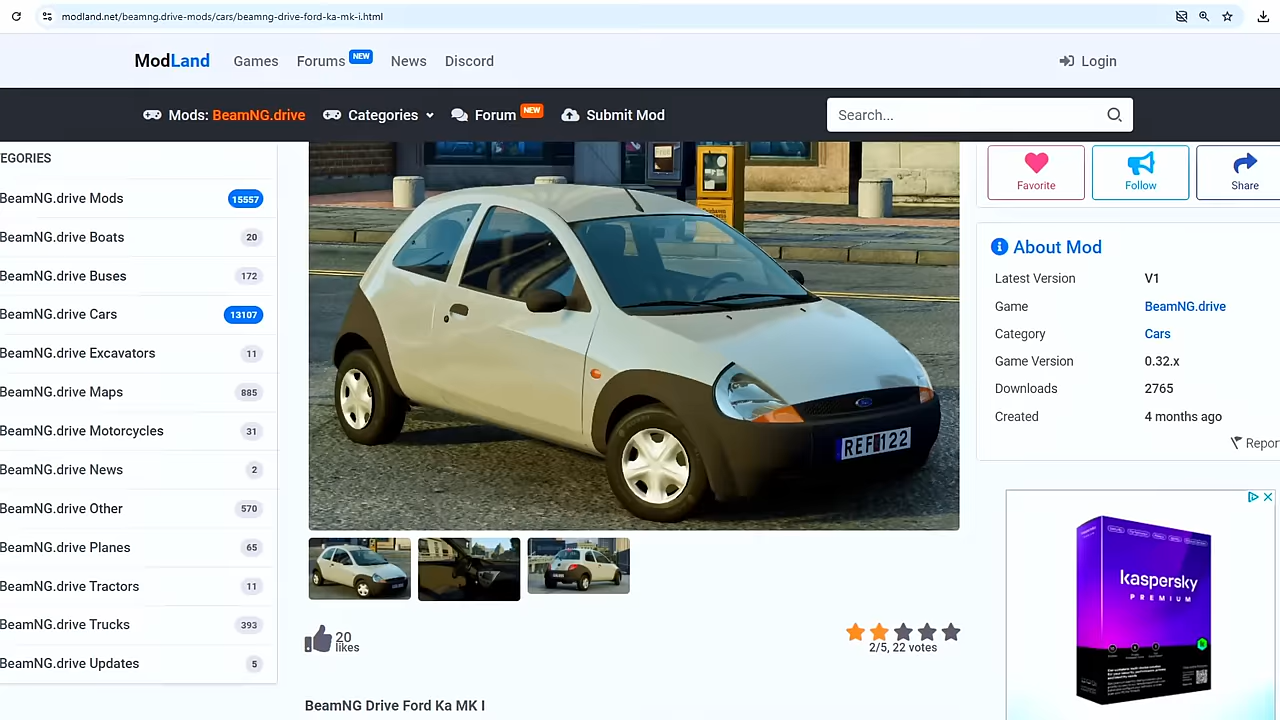 modland.net/beamng.drive-mods/cars/beamng-drive-ford-ka-mk-i.html
ModLand Games Forums NEW News Discord Login
Mods: BeamNG.drive Categories Forum NEW Submit Mod Search...
EGORIES
BeamNG.drive Mods 15557
BeamNG.drive Boats 20
BeamNG.drive Buses 172
BeamNG.drive Cars 13107
BeamNG.drive Excavators 11
BeamNG.drive Maps 885
BeamNG.drive Motorcycles 31
BeamNG.drive News 2
BeamNG.drive Other 570
BeamNG.drive Planes 65
BeamNG.drive Tractors 11
BeamNG.drive Trucks 393
BeamNG.drive Updates 5
REF 122
20
likes
2/5, 22 votes
BeamNG Drive Ford Ka MK I
Favorite Follow Share
About Mod
Latest Version V1
Game BeamNG.drive
Category Cars
Game Version 0.32.x
Downloads 2765
Created 4 months ago
Repor
kaspersky
PREMIUM